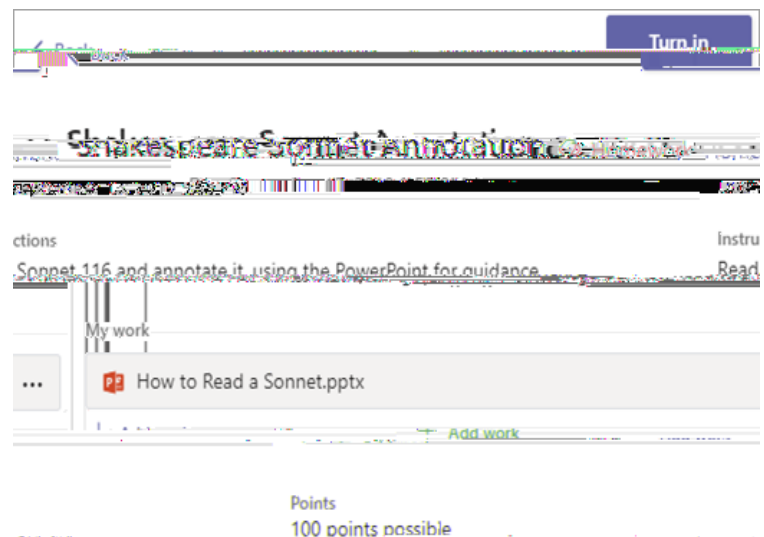 Back
Turn in
Shakespeare Sonnet Annotation
ctions
Instru
Sonnet 116 and annotate it, using the PowerPoint for guidance.
Read
My work
... How to Read a Sonnet.pptx
Add work
Points
100 points possible